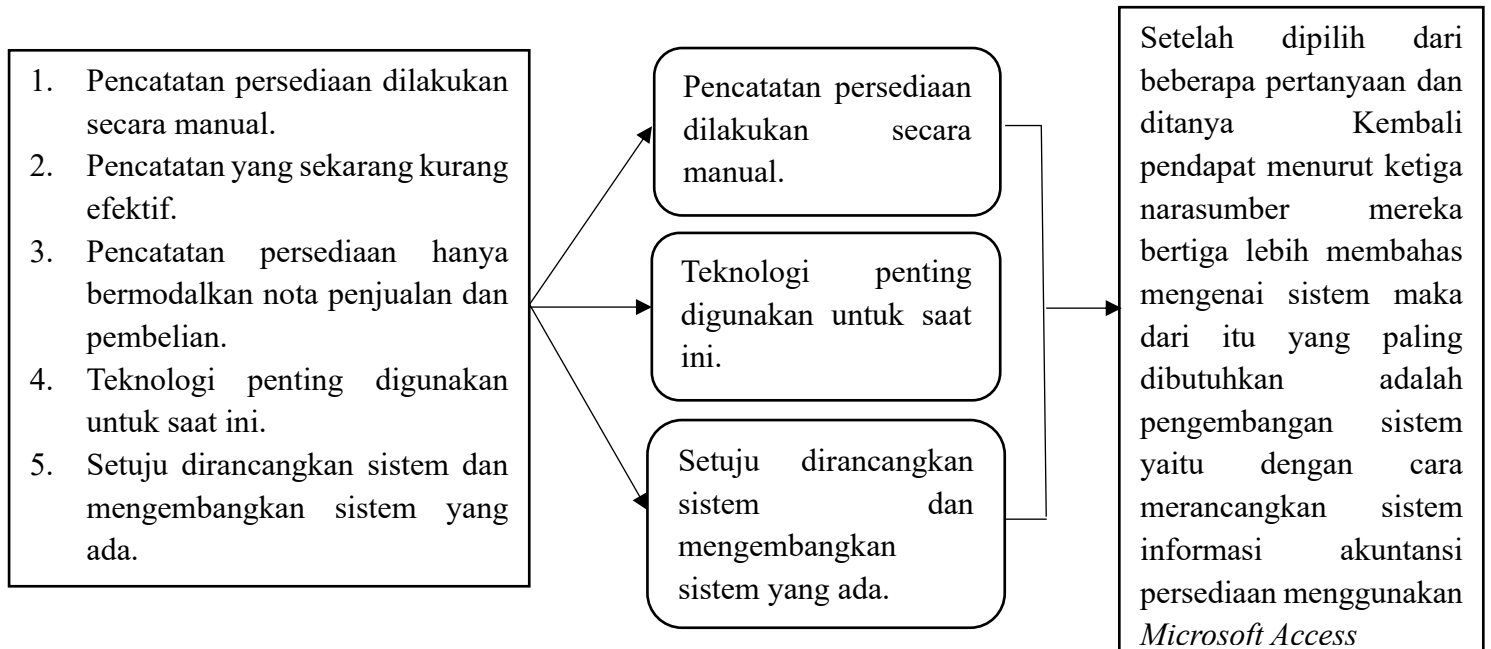 1. Pencatatan persediaan dilakukan
secara manual.
2. Pencatatan yang sekarang kurang
efektif.
3. Pencatatan persediaan hanya
bermodalkan nota penjualan dan
pembelian.
4. Teknologi penting digunakan
untuk saat ini.
5. Setuju dirancangkan sistem dan
mengembangkan sistem yang
ada.
Pencatatan persediaan
dilakukan secara
manual.
Teknologi penting
digunakan untuk saat
ini.
Setuju dirancangkan
sistem dan
mengembangkan
sistem yang ada.
Setelah dipilih dari
beberapa pertanyaan dan
ditanya Kembali
pendapat menurut ketiga
narasumber mereka
bertiga lebih membahas
mengenai sistem maka
dari itu yang paling
dibutuhkan adalah
pengembangan sistem
yaitu dengan cara
merancangkan sistem
informasi akuntansi
persediaan menggunakan
Microsoft Access